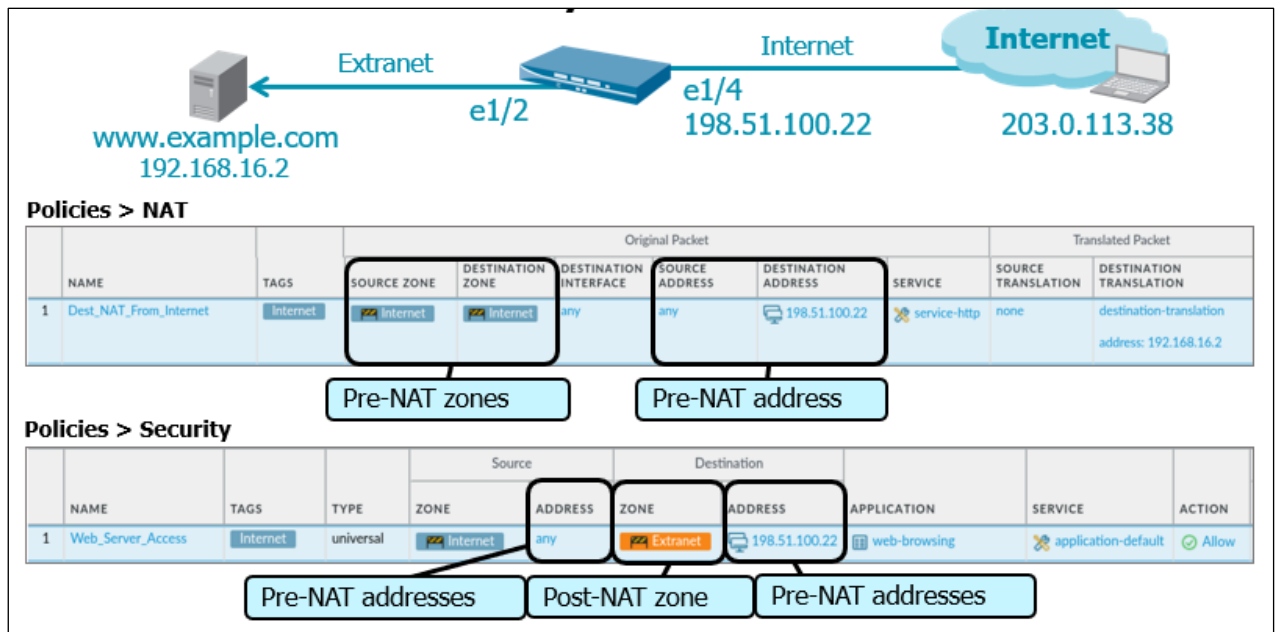 Internet
Internet
Extranet
e1/4
e1/2
198.51.100.22
203.0.113.38
www.example.com
192.168.16.2
Policies > NAT
Original Packet
Translated Packet
NAME
TAGS
SOURCE ZONE
DESTINATION
ZONE
DESTINATION
INTERFACE
SOURCE
ADDRESS
DESTINATION
ADDRESS
SERVICE
SOURCE
TRANSLATION
DESTINATION
TRANSLATION
1 Dest_NAT_From_Internet Internet Internet Internet any any 198.51.100.22 service-http none destination-translation
address: 192.168.16.2
Pre-NAT zones
Pre-NAT address
Policies > Security
Source
Destination
NAME TAGS TYPE ZONE ADDRESS ZONE ADDRESS APPLICATION SERVICE ACTION
1 Web_Server_Access Internet universal Internet any Extranet 198.51.100.22 web-browsing application-default Allow
Pre-NAT addresses
Post-NAT zone
Pre-NAT addresses